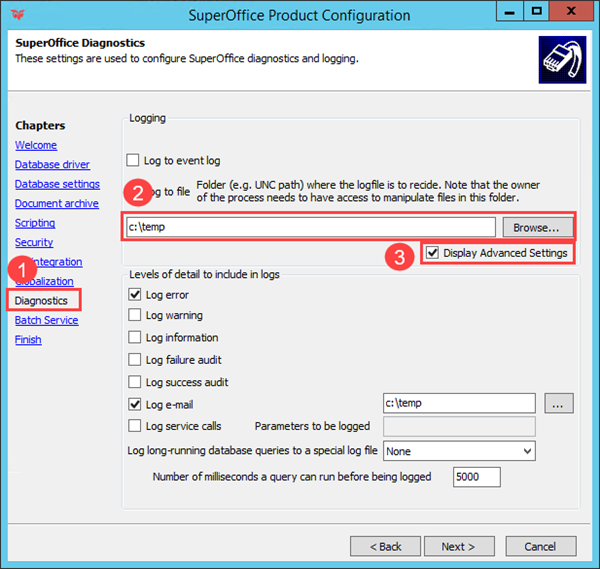 SuperOffice Product Configuration
SuperOffice Diagnostics
These settings are used to configure SuperOffice diagnostics and logging.
Chapters
Welcome
Database driver
Database settings
Document archive
Scripting
Security
integration
Globalization
1
Diagnostics
Batch Service
Finish
Logging
Log to event log
2
to file
Folder (e.g. UNC path) where the logfile is to recide. Note that the owner
of the process needs to have access to manipulate files in this folder.
c:\temp
Browse...
3
Display Advanced Settings
Levels of detail to include in logs
Log error
Log warning
Log information
Log failure audit
Log success audit
Log e-mail
c:\temp
...
Log service calls
Parameters to be logged
Log long-running database queries to a special log file
None
Number of milliseconds a query can run before being logged
5000
< Back
Next >
Cancel